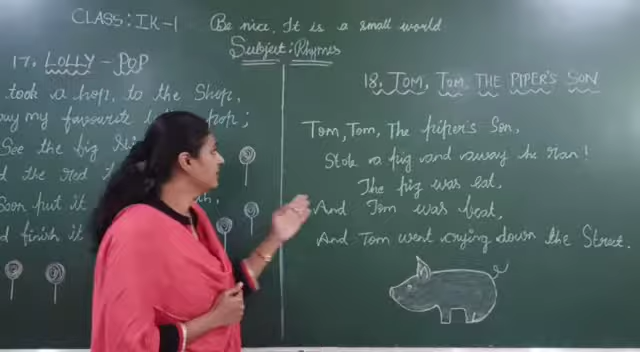 CLASS: IK-1
Be nice. It is a small world
Subject: Rhymes
17. LOLLY-POP
took a hop, to the Shop,
my favourite pop;
See the big
the red
Soon put it
finish it
18. TOM, TOM, THE PIPER'S SON
Tom, Tom, The piper's Son,
Stole a pig and away he ran!
The pig was eat,
And Tom was beat,
And Tom went crying down the Street.